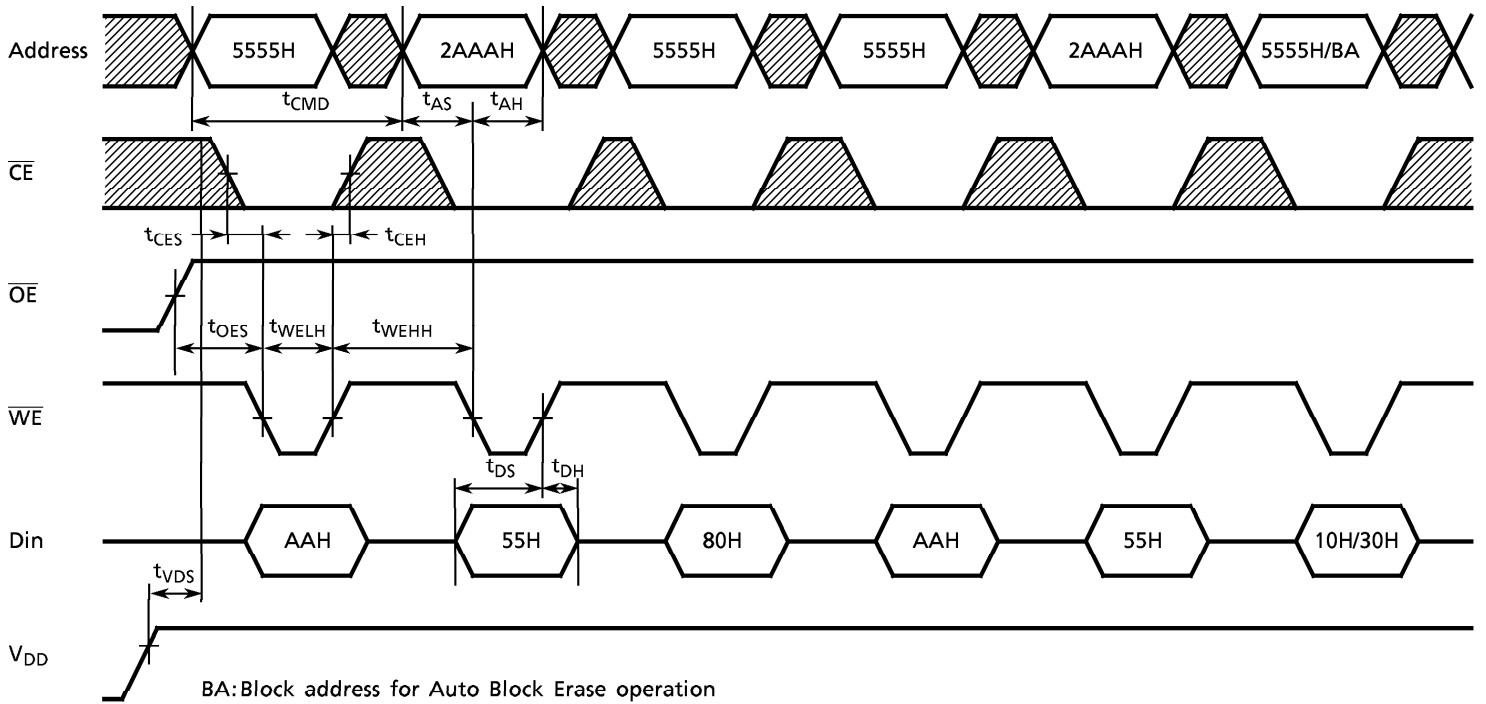 Address 5555H 2AAAH 5555H 5555H 2AAAH 5555H/BA
tCMD tAS tAH
CE
tCES tCEH
OE
tOES tWELH tWEHH
WE
tDS tDH
Din AAH 55H 80H AAH 55H 10H/30H
tVDS
VDD
BA:Block address for Auto Block Erase operation